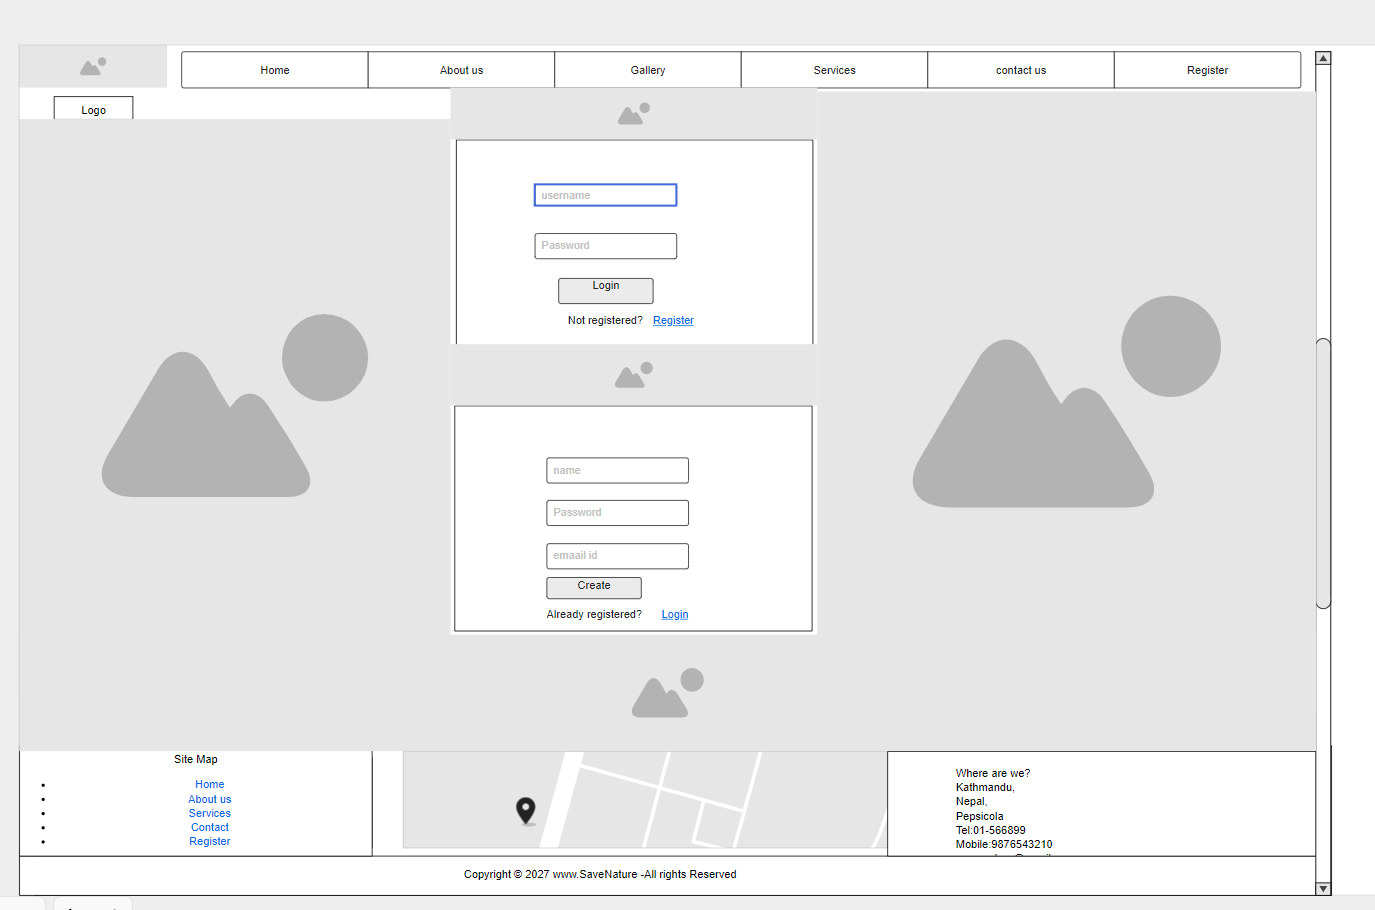 Home
About us
Gallery
Services
contact us
Register
Logo
username
Password
Login
Not registered? Register
name
Password
emaail id
Create
Already registered? Login
Site Map
Home
About us
Services
Contact
Register
Where are we?
Kathmandu,
Nepal,
Pepsicola
Tel:01-566899
Mobile:9876543210
Copyright © 2027 www.SaveNature -All rights Reserved